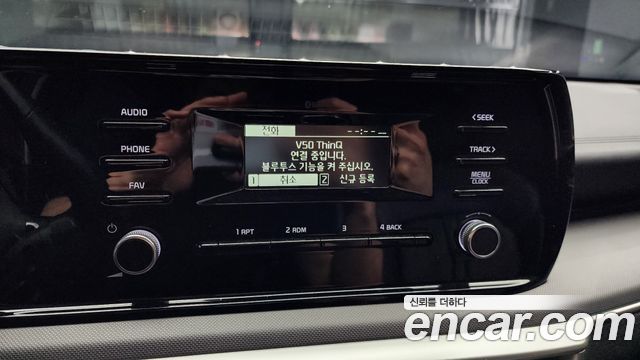 AUDIO
PHONE
FAV
전화
--:--
V50 ThinQ
연결 중입니다.
블루투스 기능을 켜 주십시오.
1 취소 2 신규 등록
< SEEK
TRACK >
MENU
CLOCK
1 RPT 2 RDM 3 4 BACK
신뢰를 더하다
encar.com